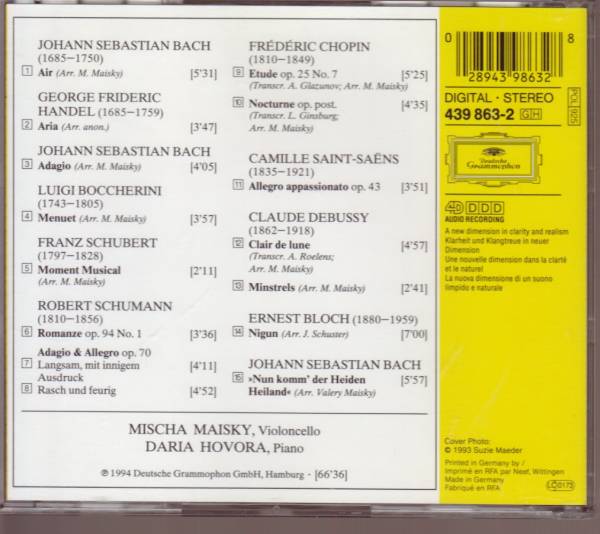 JOHANN SEBASTIAN BACH
(1685–1750)
1 Air (Arr. M. Maisky) [5'31]
GEORGE FRIDERIC
HANDEL (1685–1759)
2 Aria (Arr. anon.) [3'47]
JOHANN SEBASTIAN BACH
3 Adagio (Arr. M. Maisky) [4'05]
LUIGI BOCCHERINI
(1743–1805)
4 Menuet (Arr. M. Maisky) [3'57]
FRANZ SCHUBERT
(1797–1828)
5 Moment Musical [2'11]
(Arr. M. Maisky)
ROBERT SCHUMANN
(1810–1856)
6 Romanze op. 94 No. 1 [3'36]
Adagio & Allegro op. 70
7 Langsam, mit innigem [4'11]
Ausdruck
8 Rasch und feurig [4'52]
FRÉDÉRIC CHOPIN
(1810–1849)
9 Etude op. 25 No. 7 [5'25]
(Transcr. A. Glazunov; Arr. M. Maisky)
10 Nocturne op. post. [4'35]
(Transcr. L. Ginsburg;
Arr. M. Maisky)
CAMILLE SAINT-SAËNS
(1835–1921)
11 Allegro appassionato op. 43 [3'51]
CLAUDE DEBUSSY
(1862–1918)
12 Clair de lune [4'57]
(Transcr. A. Roelens;
Arr. M. Maisky)
13 Minstrels (Arr. M. Maisky) [2'41]
ERNEST BLOCH (1880–1959)
14 Nigun (Arr. J. Schuster) [7'00]
JOHANN SEBASTIAN BACH
15 »Nun komm' der Heiden [5'57]
Heiland« (Arr. Valery Maisky)
MISCHA MAISKY, Violoncello
DARIA HOVORA, Piano
℗ 1994 Deutsche Grammophon GmbH, Hamburg · [66'36]
0 28943 98632 8
DIGITAL · STEREO
439 863-2 GH
POL 925
Deutsche
Grammophon
4D DDD
AUDIO RECORDING
A new dimension in clarity and realism
Klarheit und Klangtreue in neuer
Dimension
Une nouvelle dimension dans la clarté
et le naturel
La nuova dimensione di un suono
limpido e naturale
Cover Photo:
© 1993 Suzie Maeder
Printed in Germany by /
Imprimé en RFA par Neef, Wittingen
Made in Germany
Fabriqué en RFA
LC 0173